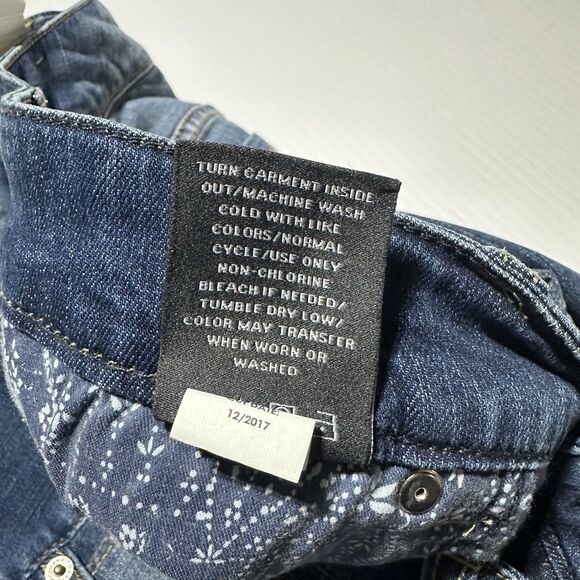 TURN GARMENT INSIDE
OUT/MACHINE WASH
COLD WITH LIKE
COLORS/NORMAL
CYCLE/USE ONLY
NON-CHLORINE
BLEACH IF NEEDED/
TUMBLE DRY LOW/
COLOR MAY TRANSFER
WHEN WORN OR
WASHED
12/2017